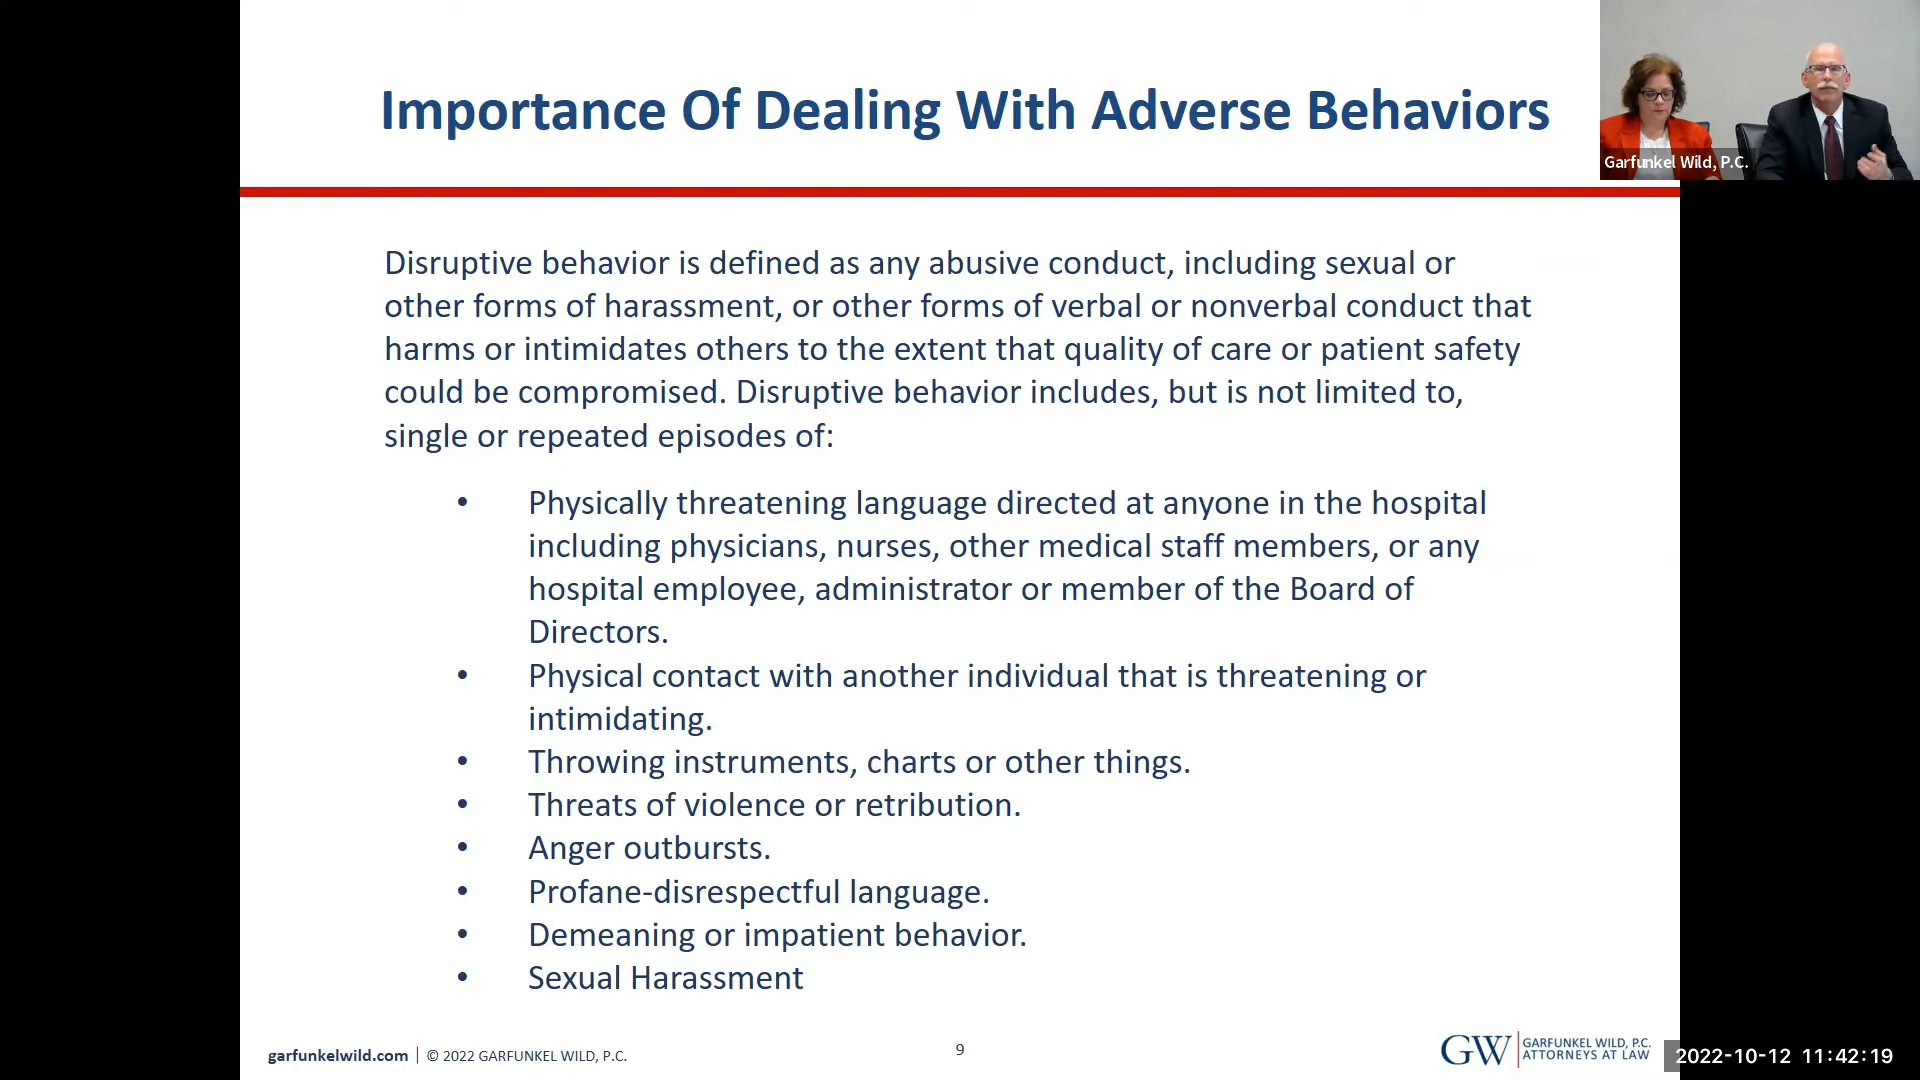 Importance Of Dealing With Adverse Behaviors
Garfunkel Wild, P.C.
Disruptive behavior is defined as any abusive conduct, including sexual or
other forms of harassment, or other forms of verbal or nonverbal conduct that
harms or intimidates others to the extent that quality of care or patient safety
could be compromised. Disruptive behavior includes, but is not limited to,
single or repeated episodes of:
• Physically threatening language directed at anyone in the hospital
including physicians, nurses, other medical staff members, or any
hospital employee, administrator or member of the Board of
Directors.
• Physical contact with another individual that is threatening or
intimidating.
• Throwing instruments, charts or other things.
• Threats of violence or retribution.
• Anger outbursts.
• Profane-disrespectful language.
• Demeaning or impatient behavior.
• Sexual Harassment
garfunkelwild.com | © 2022 GARFUNKEL WILD, P.C.
9
GW GARFUNKEL WILD, P.C.
ATTORNEYS AT LAW
2022-10-12 11:42:19